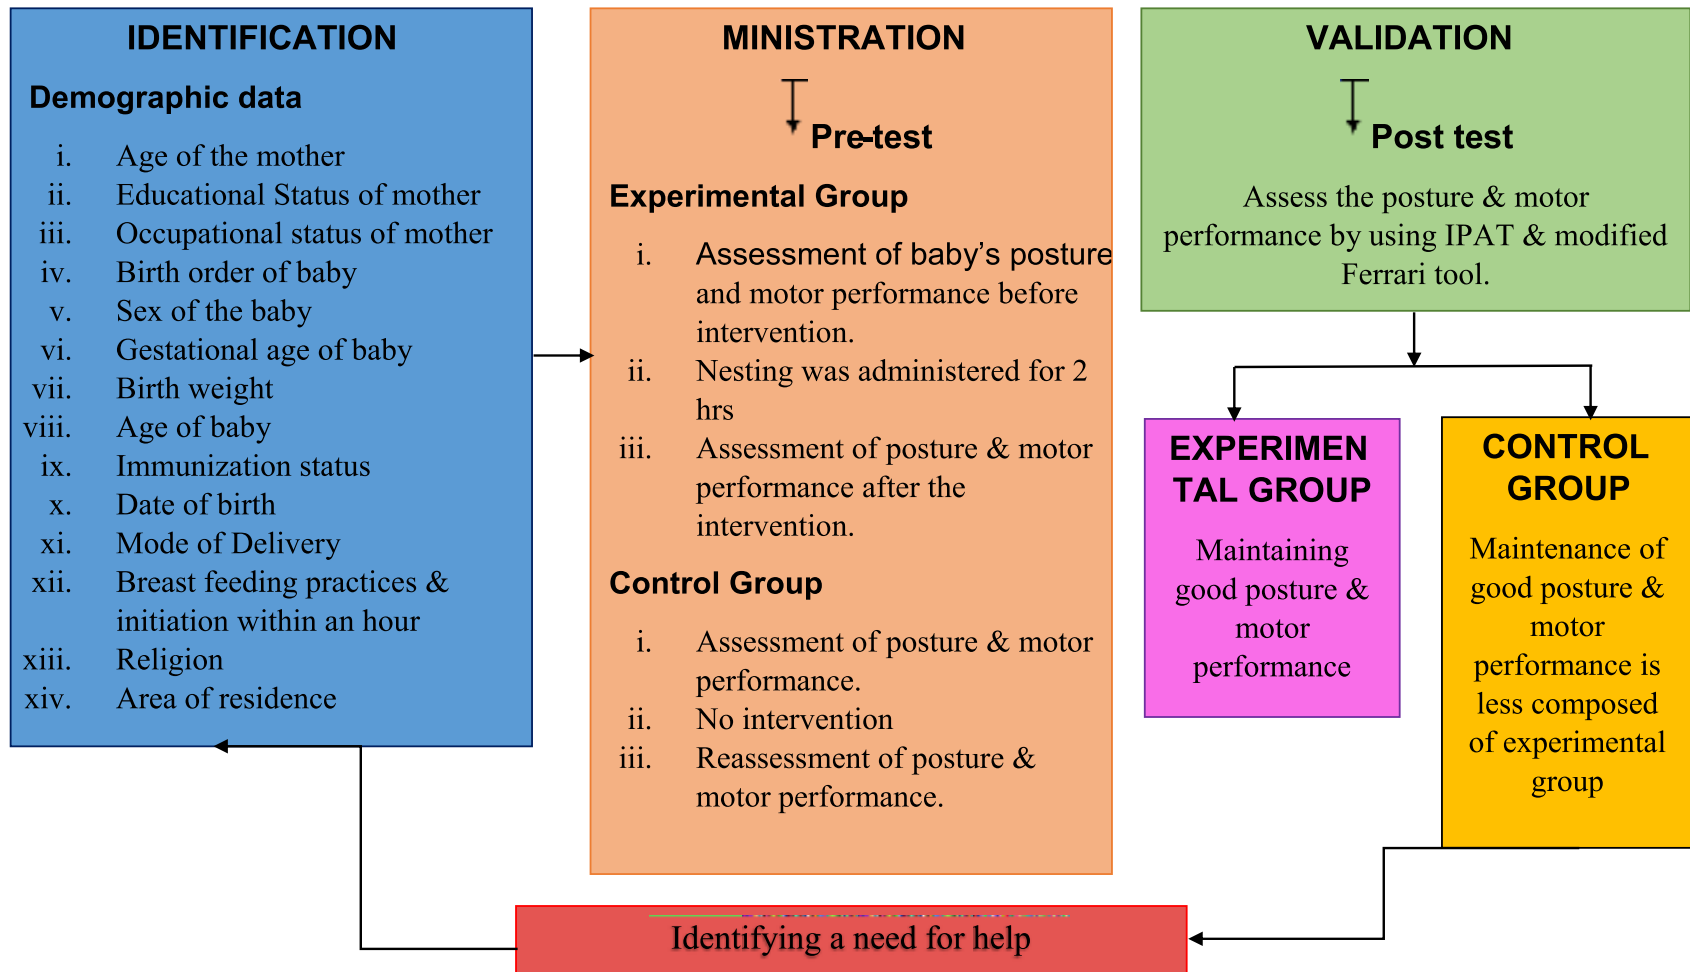 IDENTIFICATION
Demographic data
i. Age of the mother
ii. Educational Status of mother
iii. Occupational status of mother
iv. Birth order of baby
v. Sex of the baby
vi. Gestational age of baby
vii. Birth weight
viii. Age of baby
ix. Immunization status
x. Date of birth
xi. Mode of Delivery
xii. Breast feeding practices &
initiation within an hour
xiii. Religion
xiv. Area of residence
MINISTRATION
Pre-test
Experimental Group
i. Assessment of baby's posture
and motor performance before
intervention.
ii. Nesting was administered for 2
hrs
iii. Assessment of posture & motor
performance after the
intervention.
Control Group
i. Assessment of posture & motor
performance.
ii. No intervention
iii. Reassessment of posture &
motor performance.
VALIDATION
Post test
Assess the posture & motor
performance by using IPAT & modified
Ferrari tool.
EXPERIMEN
TAL GROUP
Maintaining
good posture &
motor
performance
CONTROL
GROUP
Maintenance of
good posture &
motor
performance is
less composed
of experimental
group
Identifying a need for help